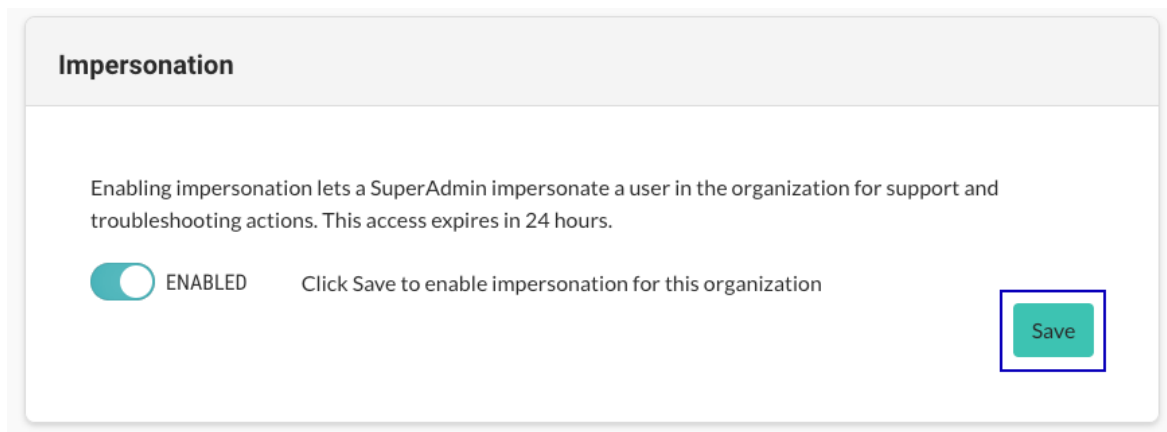 Impersonation
Enabling impersonation lets a SuperAdmin impersonate a user in the organization for support and
troubleshooting actions. This access expires in 24 hours.
ENABLED Click Save to enable impersonation for this organization
Save